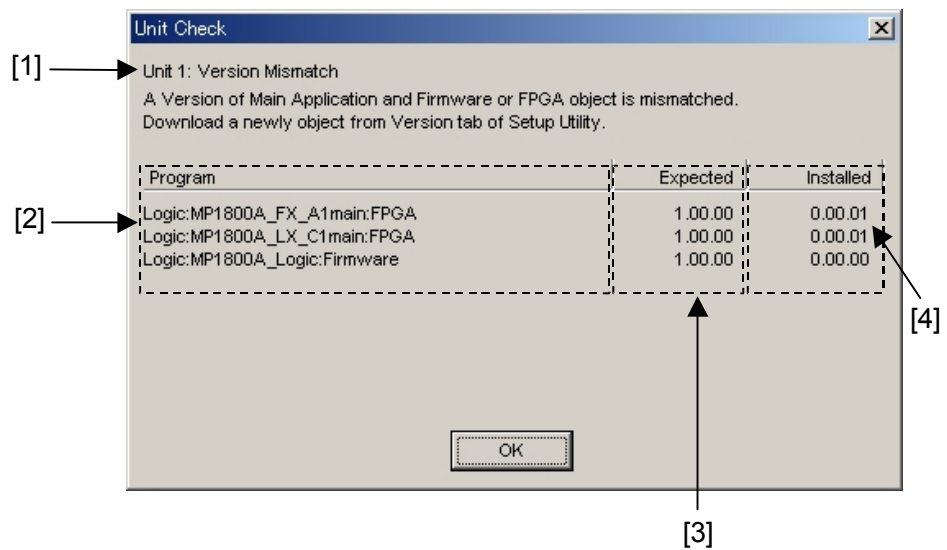 Unit Check
[1]
Unit 1: Version Mismatch
A Version of Main Application and Firmware or FPGA object is mismatched.
Download a newly object from Version tab of Setup Utility.
Program Expected Installed
[2]
Logic:MP1800A_FX_A1main:FPGA 1.00.00 0.00.01
Logic:MP1800A_LX_C1main:FPGA 1.00.00 0.00.01
Logic:MP1800A_Logic:Firmware 1.00.00 0.00.00
[4]
OK
[3]